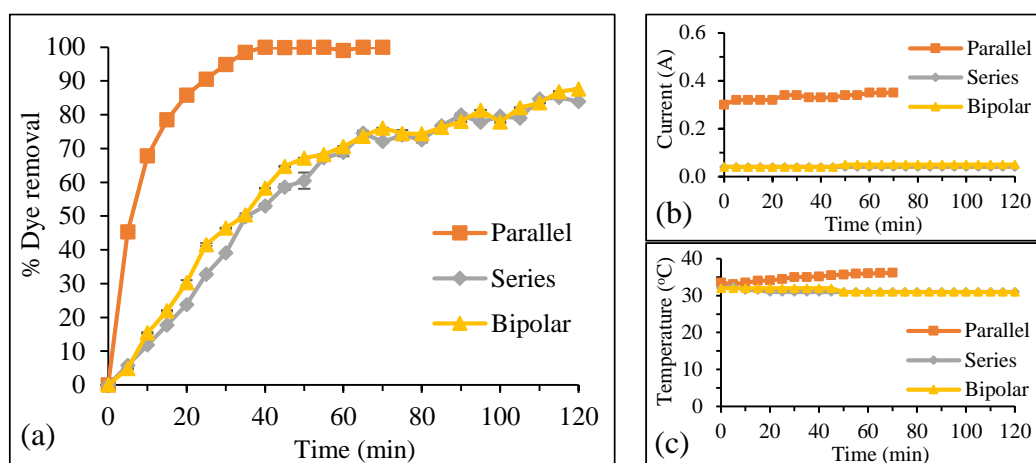 % Dye removal
100
90
80
70
60
50
40
30
20
10
0
0 20 40 60 80 100 120
Time (min)
Parallel
Series
Bipolar
(a)
Current (A)
0.6
0.4
0.2
0.0
0 20 40 60 80 100 120
Time (min)
Parallel
Series
Bipolar
(b)
Temperature (°C)
40
30
20
10
0
0 20 40 60 80 100 120
Time (min)
Parallel
Series
Bipolar
(c)